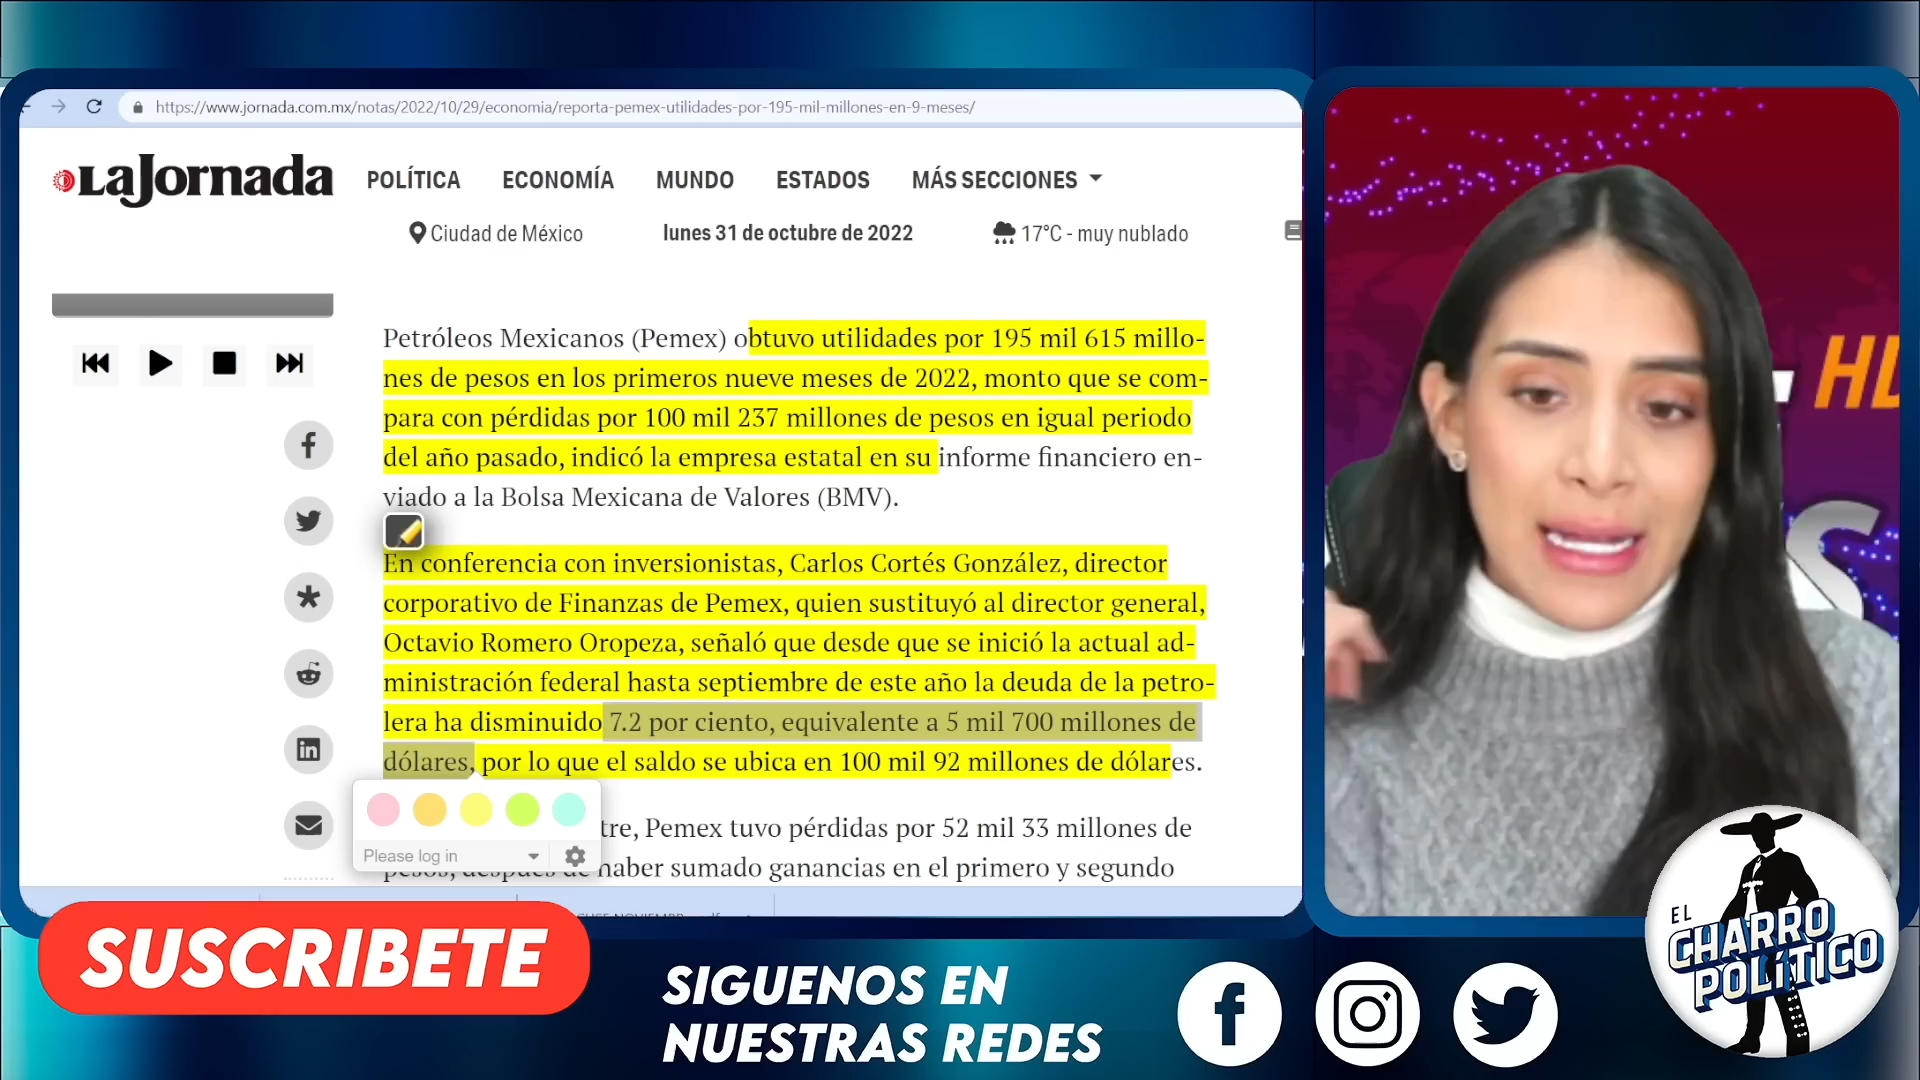 https://www.jornada.com.mx/notas/2022/10/29/economia/reporta-pemex-utilidades-por-195-mil-millones-en-9-meses/
LaJornada
POLÍTICA ECONOMÍA MUNDO ESTADOS MÁS SECCIONES
Ciudad de México lunes 31 de octubre de 2022 17°C - muy nublado
Petróleos Mexicanos (Pemex) obtuvo utilidades por 195 mil 615 millo-
nes de pesos en los primeros nueve meses de 2022, monto que se com-
para con pérdidas por 100 mil 237 millones de pesos en igual periodo
del año pasado, indicó la empresa estatal en su informe financiero en-
viado a la Bolsa Mexicana de Valores (BMV).
En conferencia con inversionistas, Carlos Cortés González, director
corporativo de Finanzas de Pemex, quien sustituyó al director general,
Octavio Romero Oropeza, señaló que desde que se inició la actual ad-
ministración federal hasta septiembre de este año la deuda de la petro-
lera ha disminuido 7.2 por ciento, equivalente a 5 mil 700 millones de
dólares, por lo que el saldo se ubica en 100 mil 92 millones de dólares.
tre, Pemex tuvo pérdidas por 52 mil 33 millones de
pesos, después de haber sumado ganancias en el primero y segundo
Please log in
HD
SUSCRIBETE
SIGUENOS EN
NUESTRAS REDES
EL
CHARRO
POLÍTICO